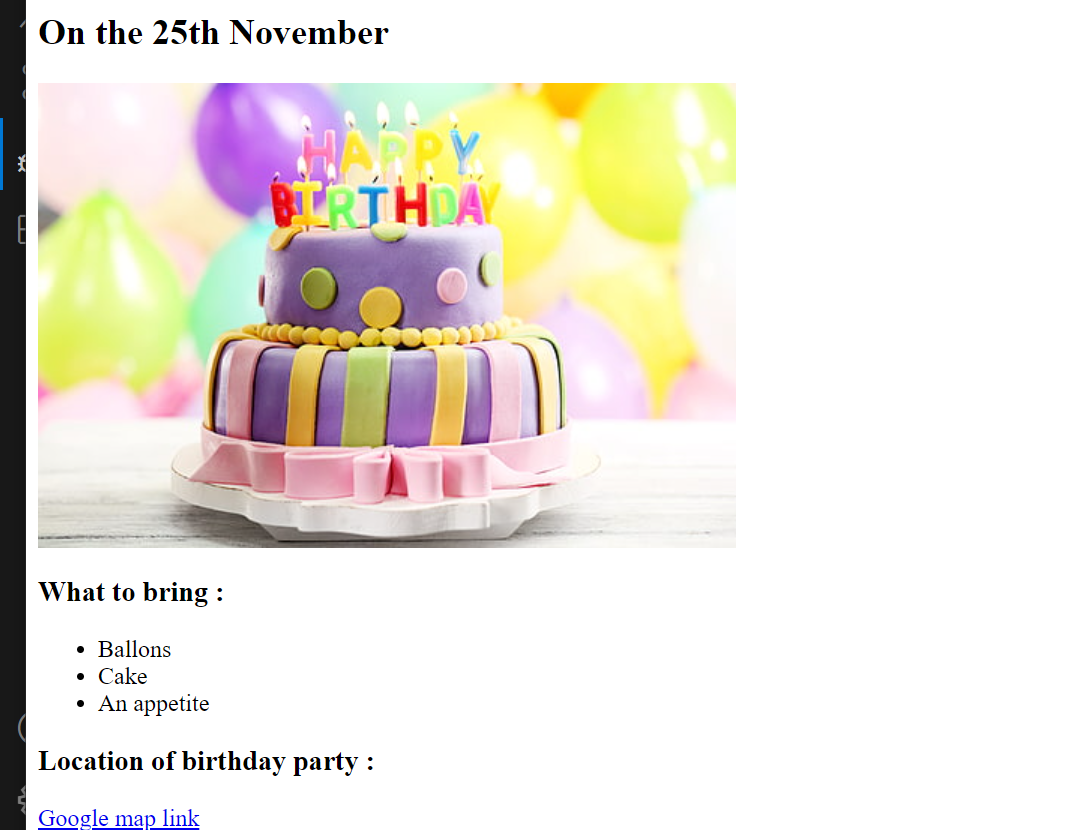 On the 25th November
HAPPY
BIRTHDAY
What to bring :
Ballons
Cake
An appetite
Location of birthday party :
Google map link